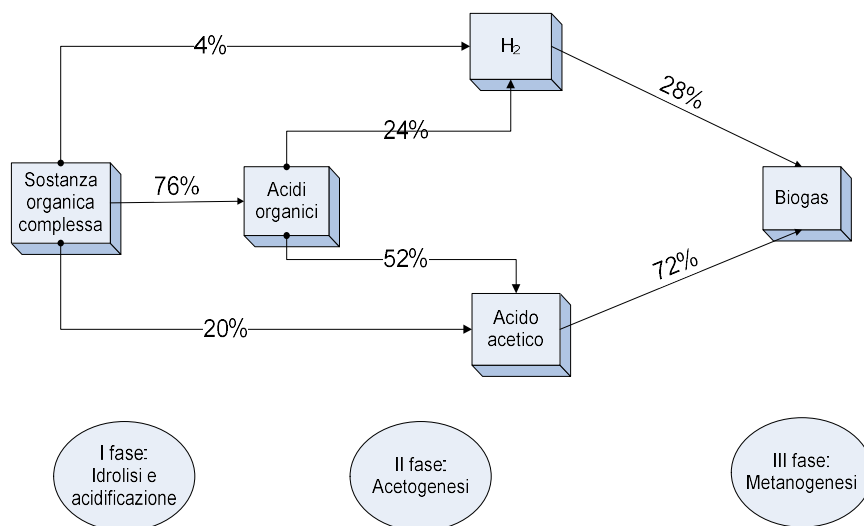 4%
H₂
28%
24%
Sostanza
organica
complessa
76%
Acidi
organici
Biogas
52%
72%
20%
Acido
acetico
I fase:
Idrolisi e
acidificazione
II fase:
Acetogenesi
III fase:
Metanogenesi